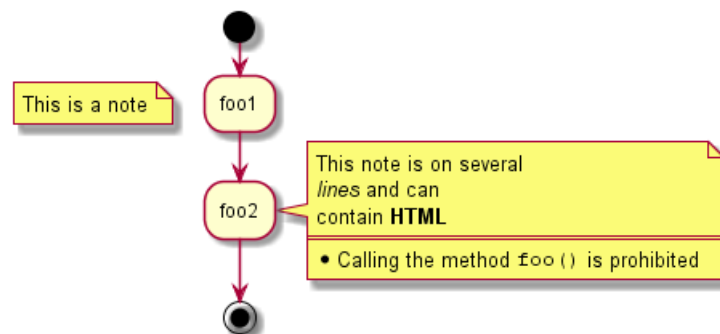 foo1
This is a note
This note is on several
lines and can
contain HTML
foo2
• Calling the method foo() is prohibited